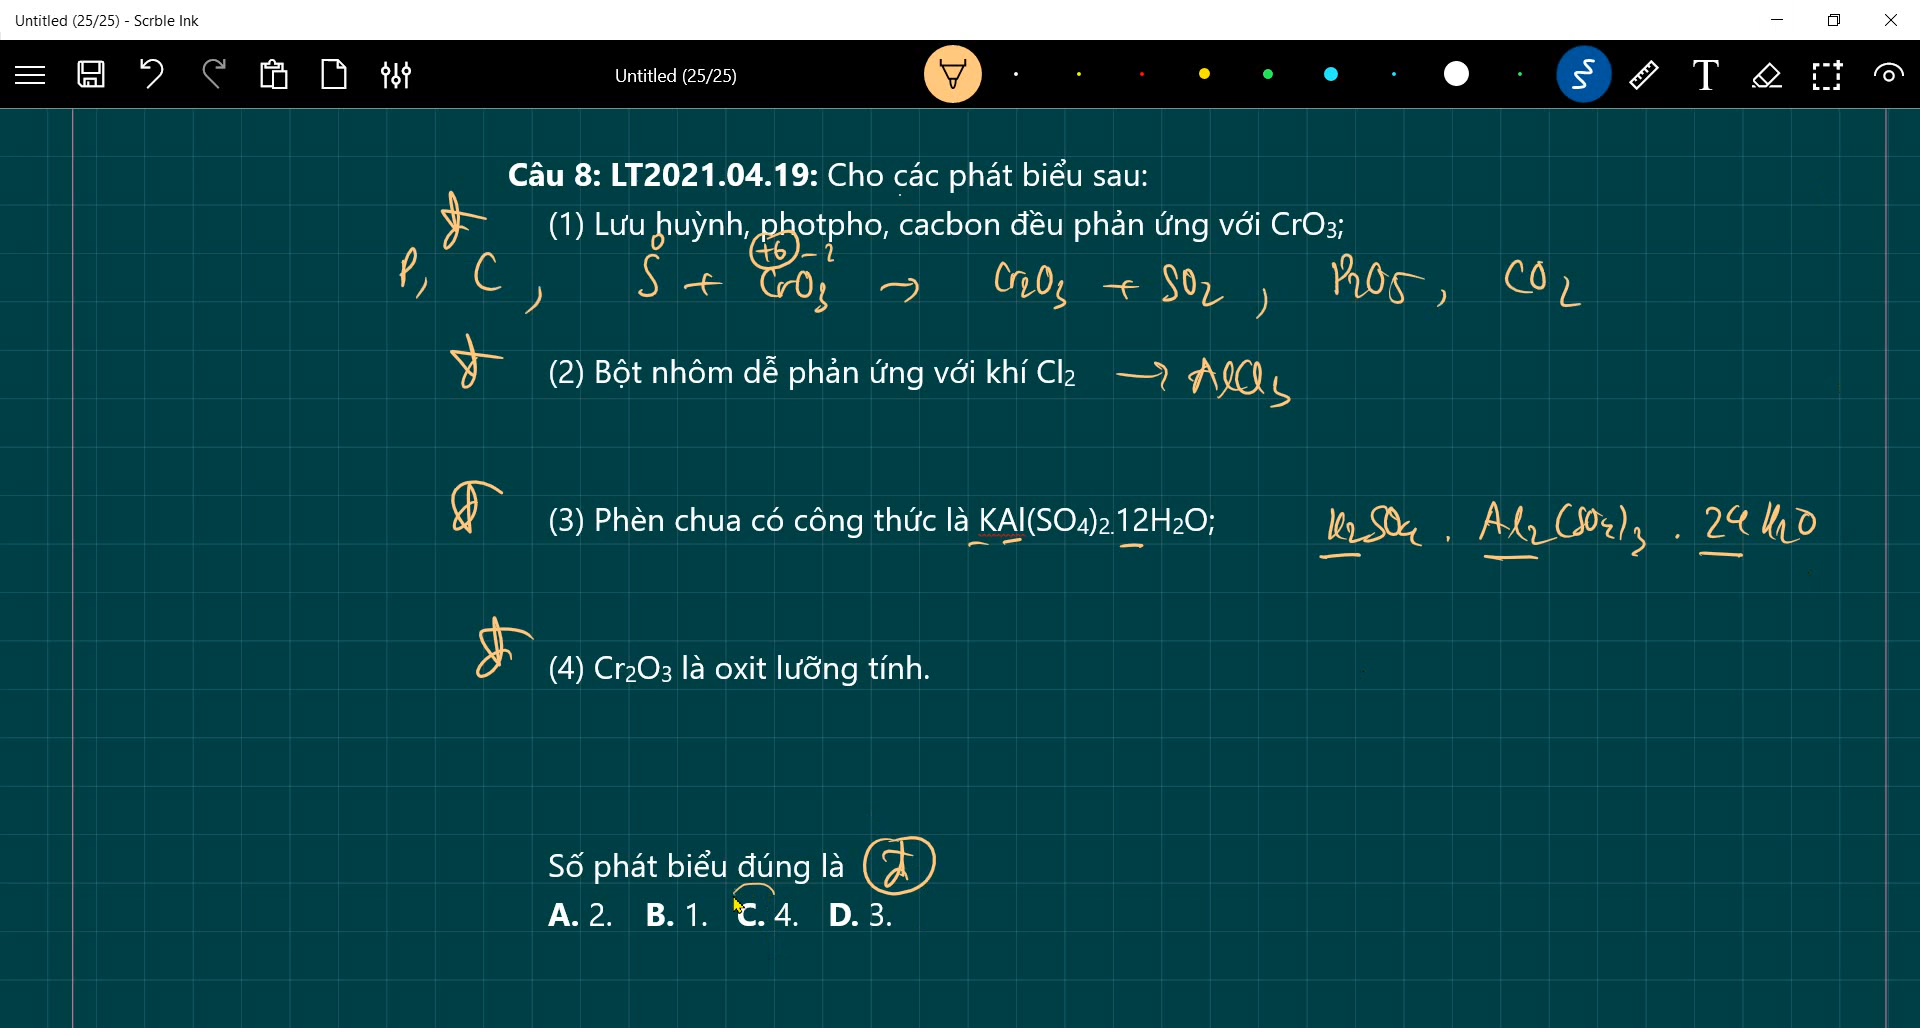 Untitled (25/25) - Scrble Ink
Untitled (25/25)
T
Câu 8: LT2021.04.19: Cho các phát biểu sau:
(1) Lưu huỳnh, photpho, cacbon đều phản ứng với CrO₃;
0 +6 -2
P, C, S + CrO₃ → Cr₂O₃ + SO₂, P₂O₅, CO₂
(2) Bột nhôm dễ phản ứng với khí Cl₂ → AlCl₃
(3) Phèn chua có công thức là KAl(SO₄)₂.12H₂O; K₂SO₄ . Al₂(SO₄)₃ . 24 H₂O
(4) Cr₂O₃ là oxit lưỡng tính.
Số phát biểu đúng là đ
A. 2. B. 1. C. 4. D. 3.